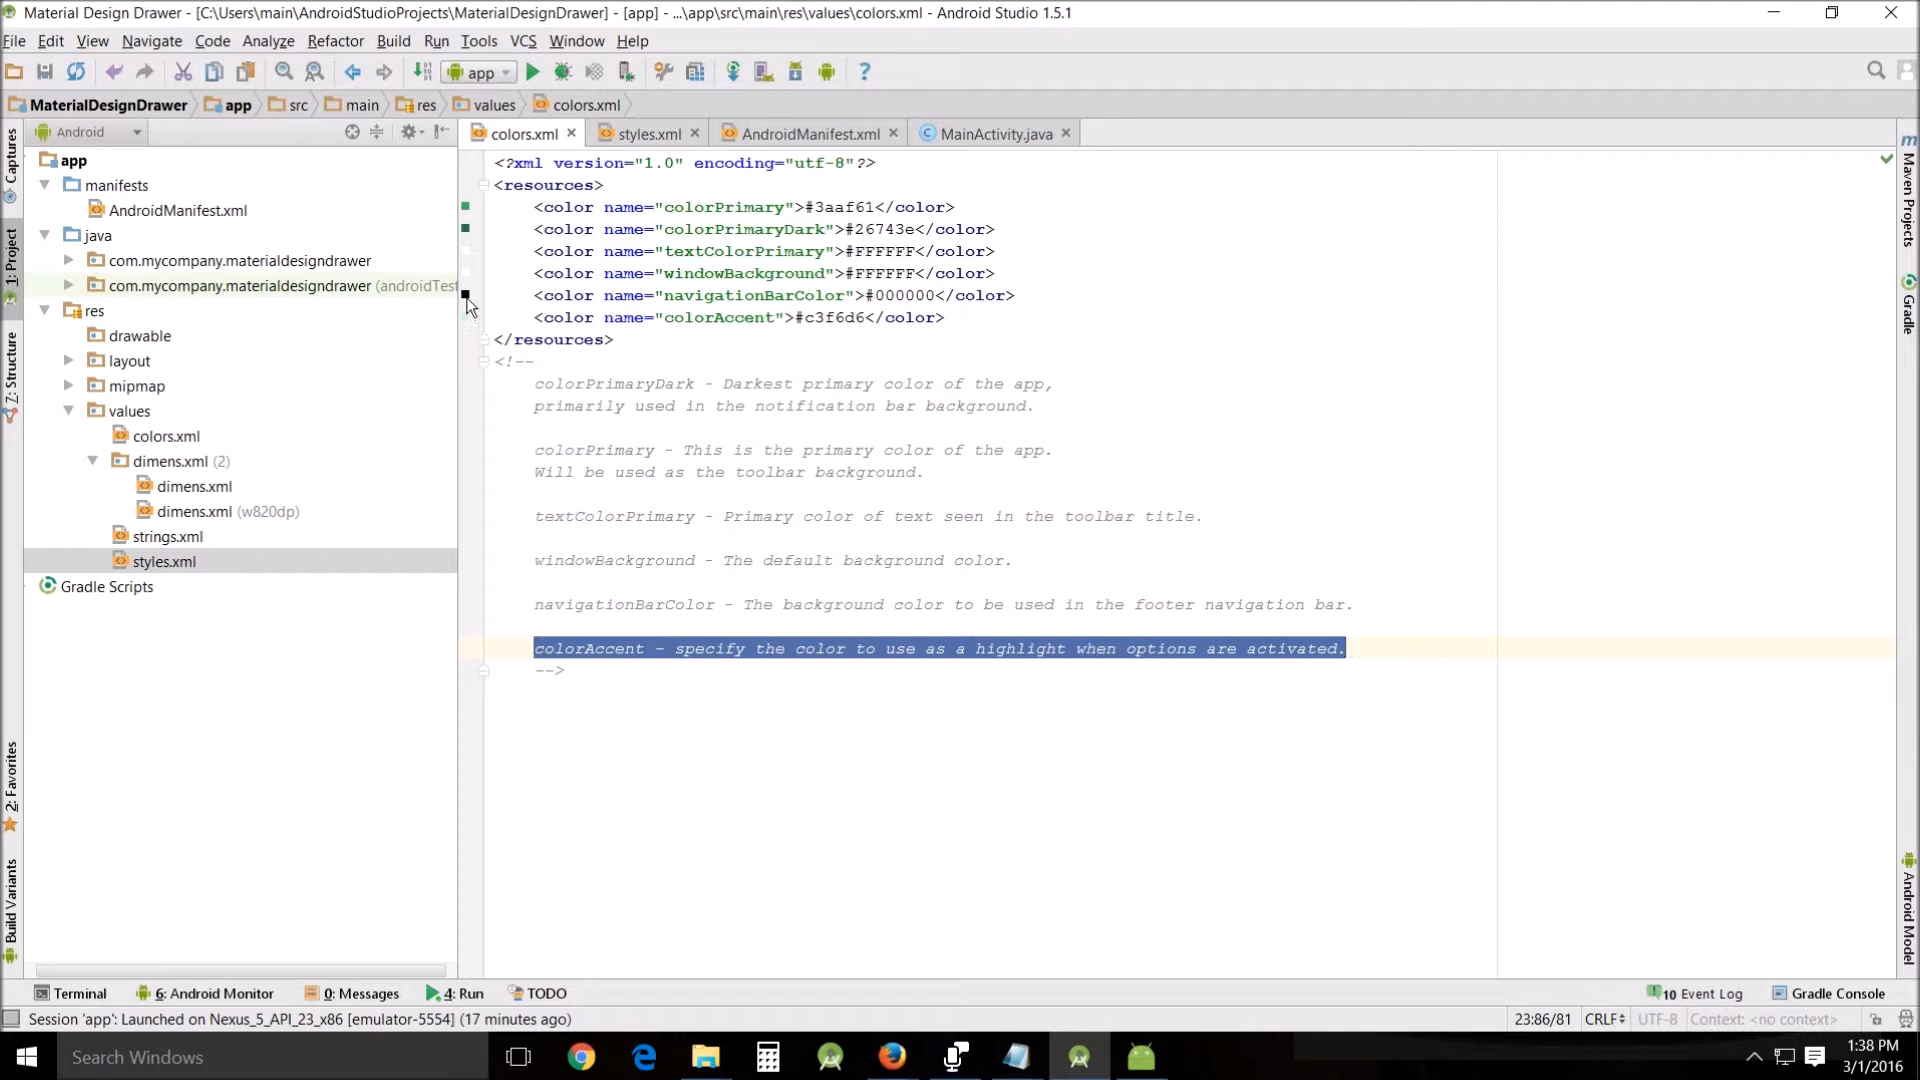 Material Design Drawer - [C:\Users\main\AndroidStudioProjects\MaterialDesignDrawer] - [app] - ...\app\src\main\res\values\colors.xml - Android Studio 1.5.1
File Edit View Navigate Code Analyze Refactor Build Run Tools VCS Window Help
app
MaterialDesignDrawer app src main res values colors.xml
Android
colors.xml styles.xml AndroidManifest.xml MainActivity.java
Captures
1: Project
Z: Structure
2: Favorites
Build Variants
app
manifests
AndroidManifest.xml
java
com.mycompany.materialdesigndrawer
com.mycompany.materialdesigndrawer (androidTest
res
drawable
layout
mipmap
values
colors.xml
dimens.xml (2)
dimens.xml
dimens.xml (w820dp)
strings.xml
styles.xml
Gradle Scripts
<?xml version="1.0" encoding="utf-8"?>
<resources>
<color name="colorPrimary">#3aaf61</color>
<color name="colorPrimaryDark">#26743e</color>
<color name="textColorPrimary">#FFFFFF</color>
<color name="windowBackground">#FFFFFF</color>
<color name="navigationBarColor">#000000</color>
<color name="colorAccent">#c3f6d6</color>
</resources>
<!--
colorPrimaryDark - Darkest primary color of the app,
primarily used in the notification bar background.
colorPrimary - This is the primary color of the app.
Will be used as the toolbar background.
textColorPrimary - Primary color of text seen in the toolbar title.
windowBackground - The default background color.
navigationBarColor - The background color to be used in the footer navigation bar.
colorAccent - specify the color to use as a highlight when options are activated.
-->
Maven Projects
Gradle
Android Model
Terminal 6: Android Monitor 0: Messages 4: Run TODO 10 Event Log Gradle Console
Session 'app': Launched on Nexus_5_API_23_x86 [emulator-5554] (17 minutes ago) 23:86/81 CRLF UTF-8 Context: <no context>
Search Windows
1:38 PM
3/1/2016